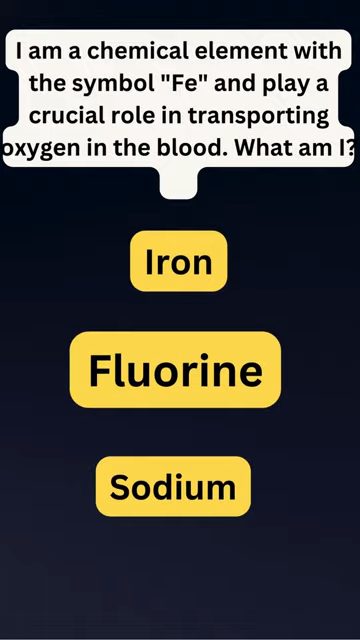 I am a chemical element with
the symbol "Fe" and play a
crucial role in transporting
oxygen in the blood. What am I?
Iron
Fluorine
Sodium